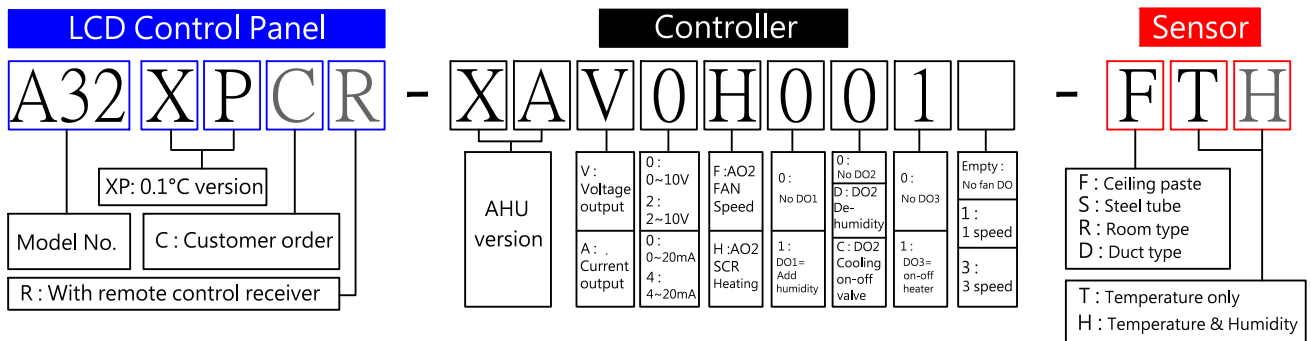 LCD Control Panel
Controller
Sensor
A32 X P C R - X A V 0 H 0 0 1 - F T H
XP: 0.1°C version
Model No.
C : Customer order
R : With remote control receiver
AHU
version
V :
Voltage
output
A : .
Current
output
0 :
0~10V
2 :
2~10V
0 :
0~20mA
4 :
4~20mA
F :AO2
FAN
Speed
H :AO2
SCR
Heating
0 :
No DO1
1 :
DO1=
Add
humidity
0 :
No DO2
D : DO2
De-
humidity
C : DO2
Cooling
on-off
valve
0 :
No DO3
1 :
DO3=
on-off
heater
Empty :
No fan DO
1 :
1 speed
3 :
3 speed
F : Ceiling paste
S : Steel tube
R : Room type
D : Duct type
T : Temperature only
H : Temperature & Humidity